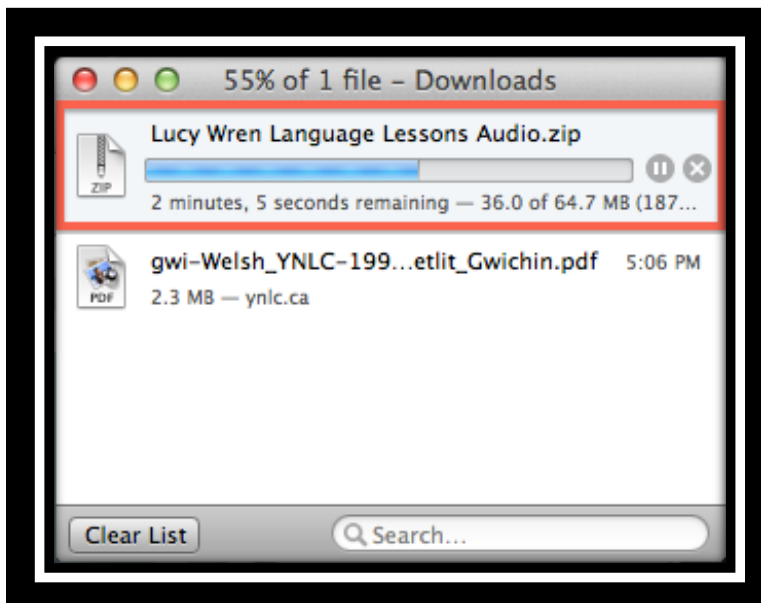 55% of 1 file – Downloads
Lucy Wren Language Lessons Audio.zip
ZIP
2 minutes, 5 seconds remaining — 36.0 of 64.7 MB (187...
gwi-Welsh_YNLC-199...etlit_Gwichin.pdf 5:06 PM
PDF
2.3 MB — ynlc.ca
Clear List Search...